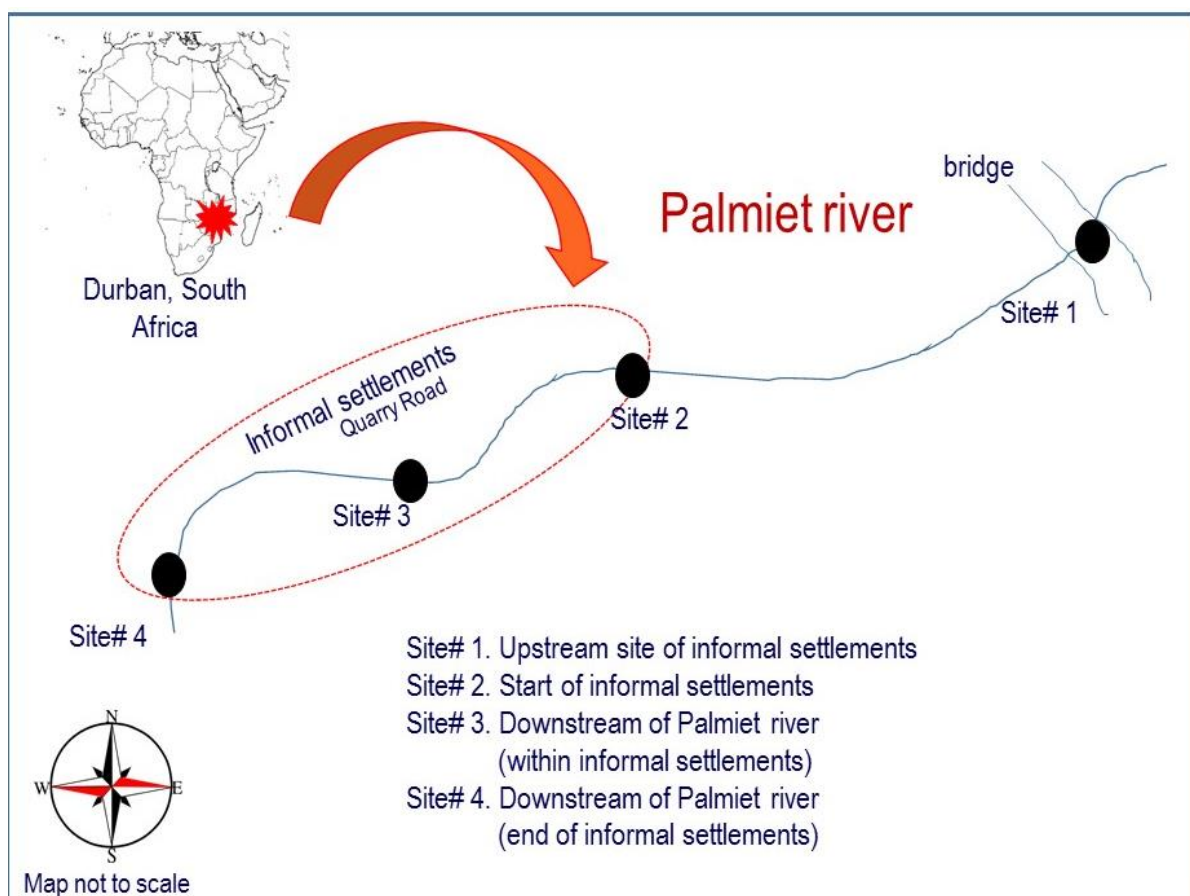 Durban, South
Africa
Palmiet river
bridge
Site# 1
Informal settlements
Quarry Road
Site# 2
Site# 3
Site# 4
Site# 1. Upstream site of informal settlements
Site# 2. Start of informal settlements
Site# 3. Downstream of Palmiet river
(within informal settlements)
Site# 4. Downstream of Palmiet river
(end of informal settlements)
N
W
E
S
Map not to scale